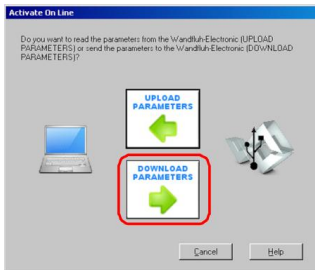 Activate On Line
Do you want to read the parameters from the Wandfluh-Electronic (UPLOAD
PARAMETERS) or send the parameters to the Wandfluh-Electronic (DOWNLOAD
PARAMETERS)?
UPLOAD
PARAMETERS
DOWNLOAD
PARAMETERS
Cancel
Help